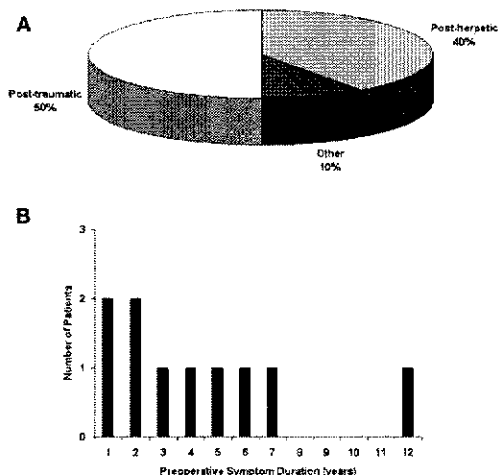 A
Post-herpetic
40%
Post-traumatic
50%
Other
10%
B
3
2
1
0
Number of Patients
1 2 3 4 5 6 7 8 9 10 11 12
Preoperative Symptom Duration (years)